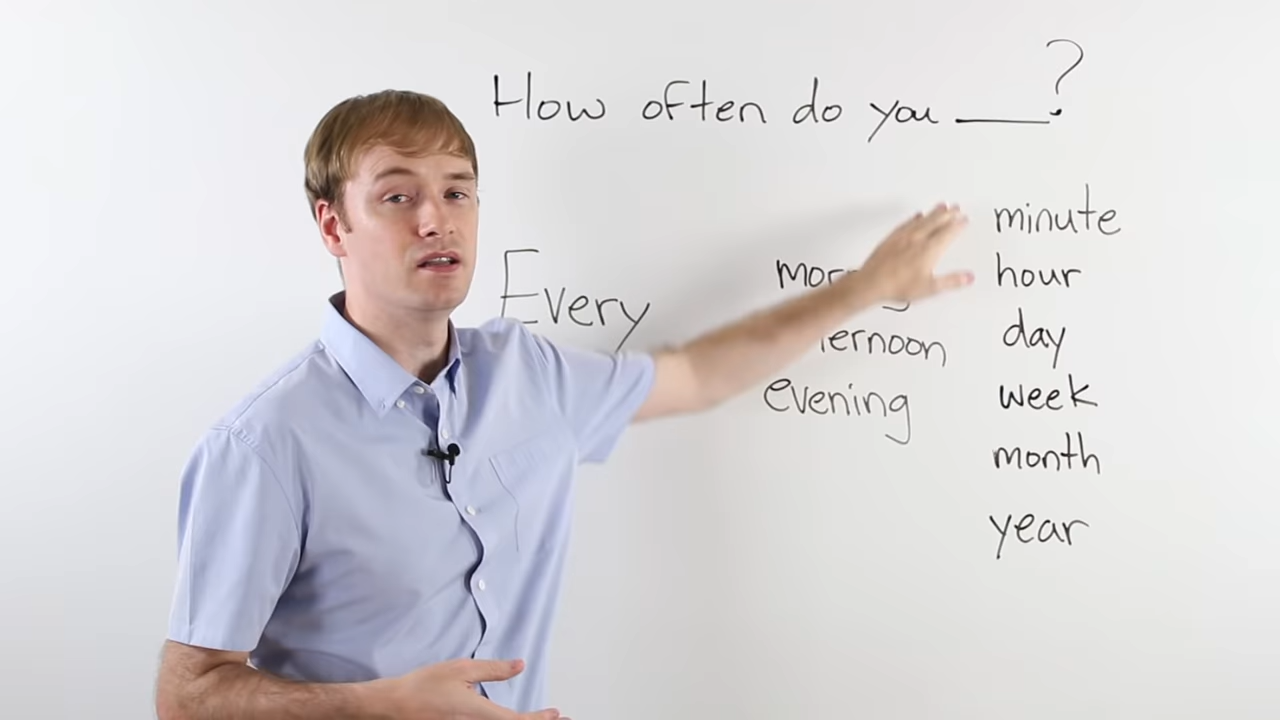 How often do you ___?
Every
evening
minute
hour
day
week
month
year